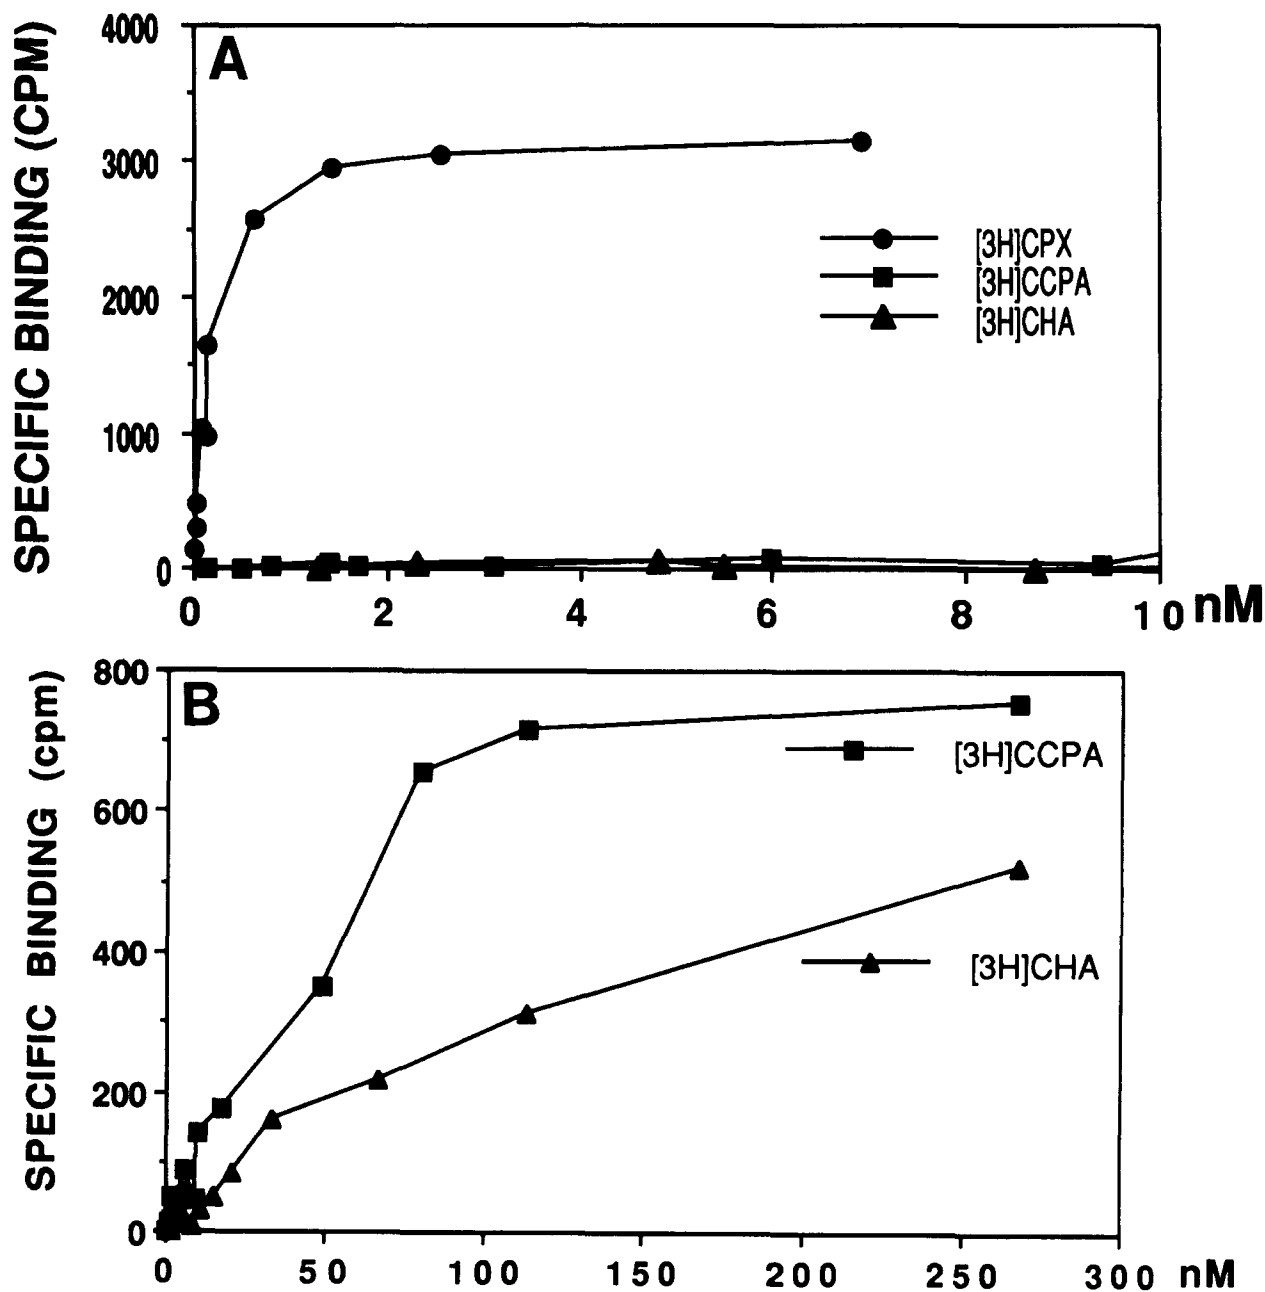 A
SPECIFIC BINDING (CPM)
4000
3000
2000
1000
0
[3H]CPX
[3H]CCPA
[3H]CHA
0 2 4 6 8 10 nM
B
SPECIFIC BINDING (cpm)
800
600
400
200
0
[3H]CCPA
[3H]CHA
0 50 100 150 200 250 300 nM